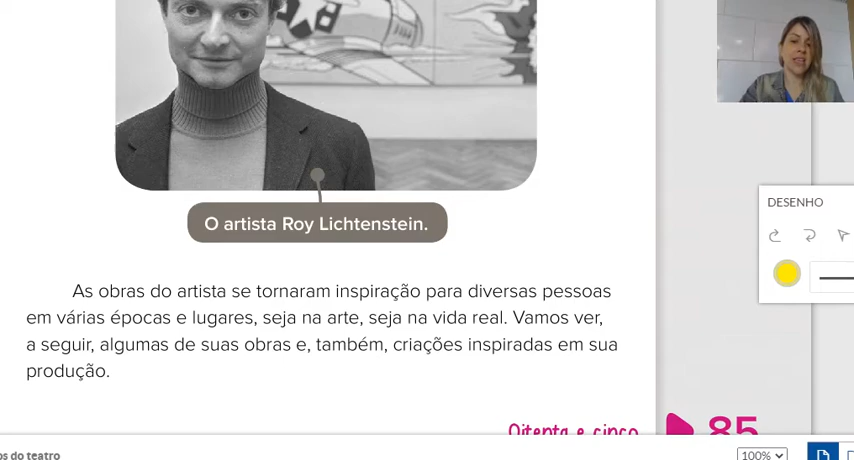 O artista Roy Lichtenstein.
DESENHO
As obras do artista se tornaram inspiração para diversas pessoas
em várias épocas e lugares, seja na arte, seja na vida real. Vamos ver,
a seguir, algumas de suas obras e, também, criações inspiradas em sua
produção.
Oitenta e cinco
85
os do teatro
100%